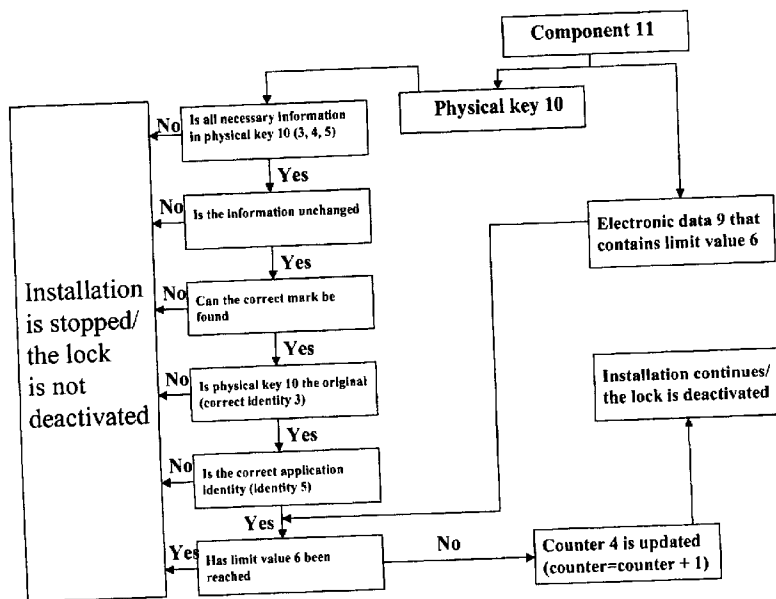 Component 11
Physical key 10
No
Is all necessary information
in physical key 10 (3, 4, 5)
Yes
No
Is the information unchanged
Electronic data 9 that
contains limit value 6
Yes
Installation
is stopped/
the lock
is not
deactivated
No
Can the correct mark be
found
Yes
No
Is physical key 10 the original
(correct identity 3)
Installation continues/
the lock is deactivated
Yes
No
Is the correct application
identity (identity 5)
Yes
Yes
Has limit value 6 been
reached
No
Counter 4 is updated
(counter=counter + 1)